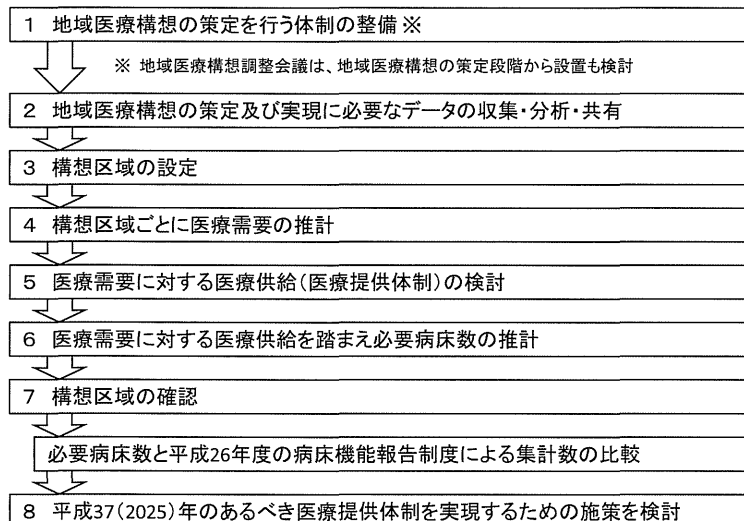 1 地域医療構想の策定を行う体制の整備※
※ 地域医療構想調整会議は、地域医療構想の策定段階から設置も検討
2 地域医療構想の策定及び実現に必要なデータの収集・分析・共有
3 構想区域の設定
4 構想区域ごとに医療需要の推計
5 医療需要に対する医療供給(医療提供体制)の検討
6 医療需要に対する医療供給を踏まえ必要病床数の推計
7 構想区域の確認
必要病床数と平成26年度の病床機能報告制度による集計数の比較
8 平成37(2025)年のあるべき医療提供体制を実現するための施策を検討